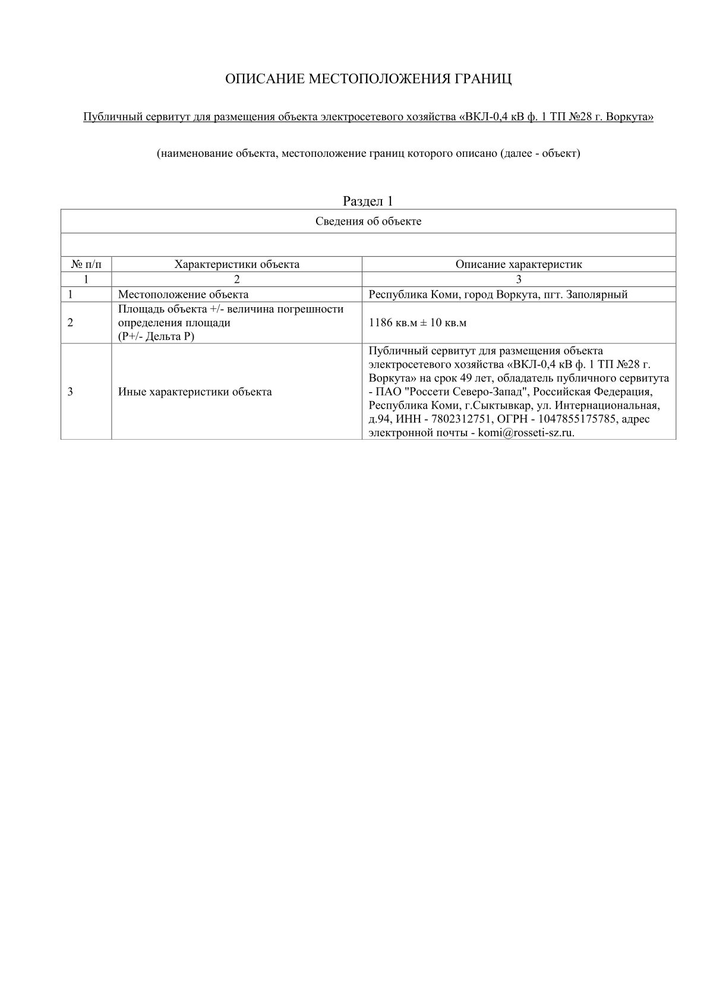 ОПИСАНИЕ МЕСТОПОЛОЖЕНИЯ ГРАНИЦ
Публичный сервитут для размещения объекта электросетевого хозяйства «ВКЛ-0,4 кВ ф. 1 ТП №28 г. Воркута»
(наименование объекта, местоположение границ которого описано (далее - объект)
Раздел 1
Сведения об объекте
№ п/п Характеристики объекта Описание характеристик
1 2 3
1 Местоположение объекта Республика Коми, город Воркута, пгт. Заполярный
2 Площадь объекта +/- величина погрешности
определения площади
(Р+/- Дельта Р)
1186 кв.м ± 10 кв.м
3 Иные характеристики объекта
Публичный сервитут для размещения объекта
электросетевого хозяйства «ВКЛ-0,4 кВ ф. 1 ТП №28 г.
Воркута» на срок 49 лет, обладатель публичного сервитута
- ПАО "Россети Северо-Запад", Российская Федерация,
Республика Коми, г.Сыктывкар, ул. Интернациональная,
д.94, ИНН - 7802312751, ОГРН - 1047855175785, адрес
электронной почты - komi@rosseti-sz.ru.